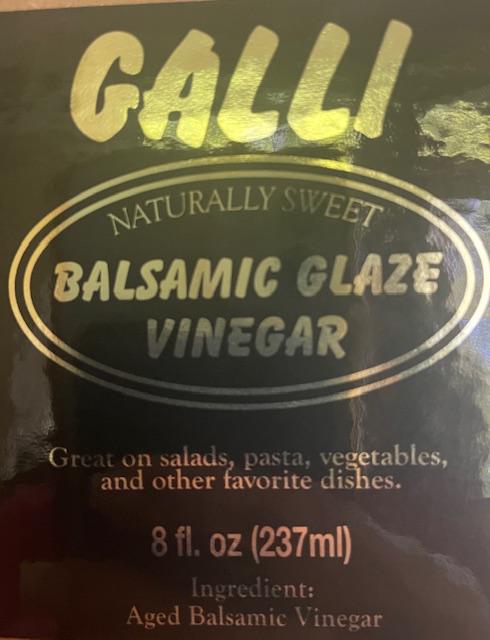 GALLI
NATURALLY SWEET
BALSAMIC GLAZE
VINEGAR
Great on salads, pasta, vegetables,
and other favorite dishes.
8 fl. oz (237ml)
Ingredient:
Aged Balsamic Vinegar